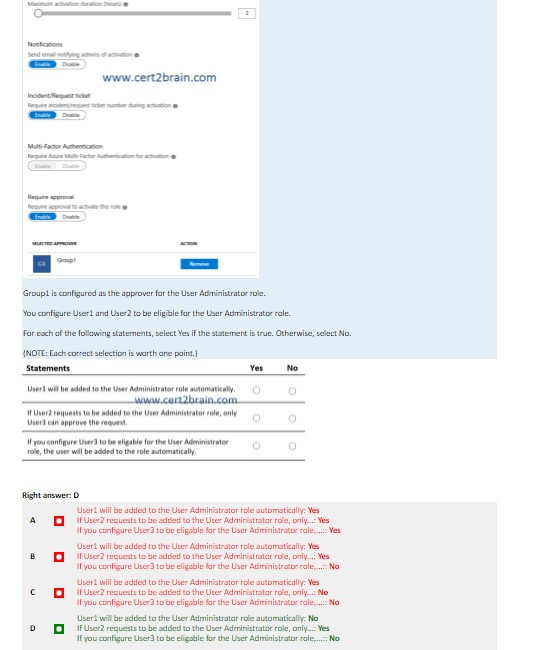 Maximum activation duration (hours)
2
Notifications
Send email notifying admins of activation
Enable Disable
www.cert2brain.com
Incident/Request ticket
Require incident/request ticket number during activation
Enable Disable
Multi-Factor Authentication
Require Azure Multi-Factor Authentication for activation
Enable Disable
Require approval
Require approval to activate this role
Enable Disable
SELECTED APPROVER ACTION
GR Group1 Remove
Group1 is configured as the approver for the User Administrator role.
You configure User1 and User2 to be eligible for the User Administrator role.
For each of the following statements, select Yes if the statement is true. Otherwise, select No.
(NOTE: Each correct selection is worth one point.)
Statements Yes No
User1 will be added to the User Administrator role automatically.
www.cert2brain.com
If User2 requests to be added to the User Administrator role, only
User3 can approve the request.
If you configure User3 to be eligable for the User Administrator
role, the user will be added to the role automatically.
Right answer: D
User1 will be added to the User Administrator role automatically: Yes
A If User2 requests to be added to the User Administrator role, only...: Yes
If you configure User3 to be eligable for the User Administrator role,....:: Yes
User1 will be added to the User Administrator role automatically: Yes
B If User2 requests to be added to the User Administrator role, only...: Yes
If you configure User3 to be eligable for the User Administrator role,....:: No
User1 will be added to the User Administrator role automatically: Yes
C If User2 requests to be added to the User Administrator role, only...: No
If you configure User3 to be eligable for the User Administrator role,....:: No
User1 will be added to the User Administrator role automatically: No
D If User2 requests to be added to the User Administrator role, only...: Yes
If you configure User3 to be eligable for the User Administrator role,....:: No